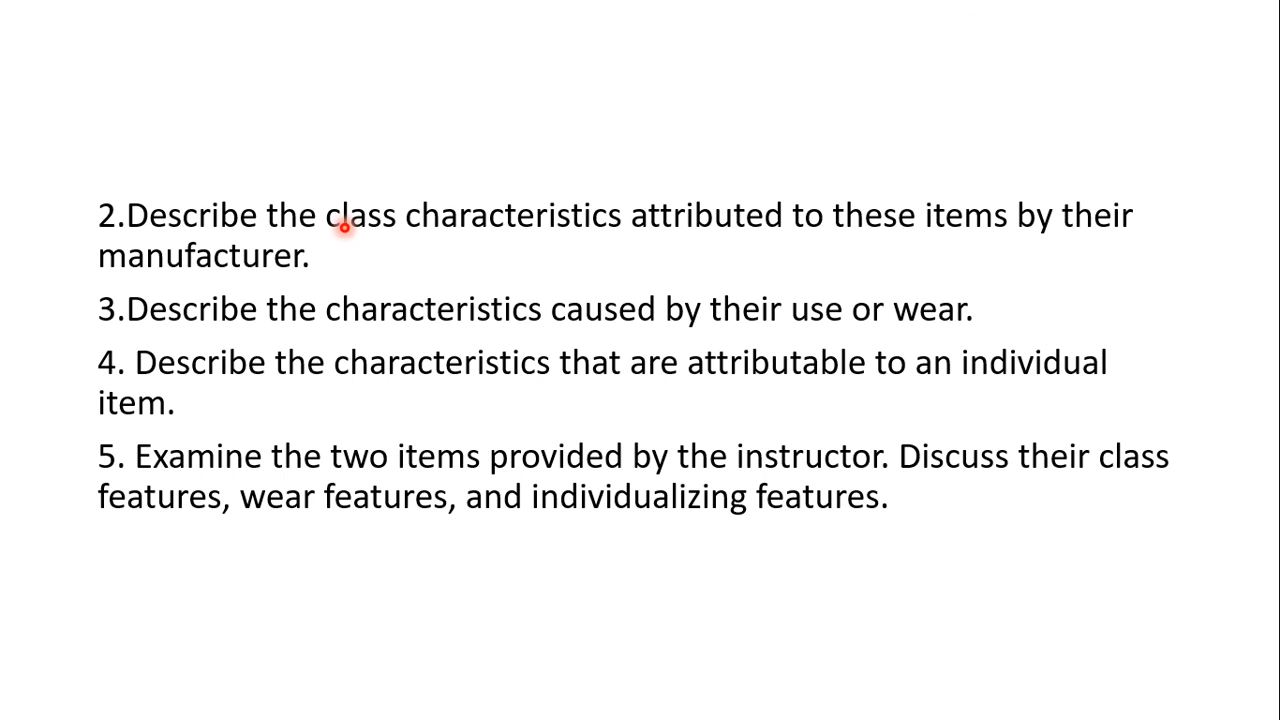 2.Describe the class characteristics attributed to these items by their
manufacturer.
3.Describe the characteristics caused by their use or wear.
4. Describe the characteristics that are attributable to an individual
item.
5. Examine the two items provided by the instructor. Discuss their class
features, wear features, and individualizing features.